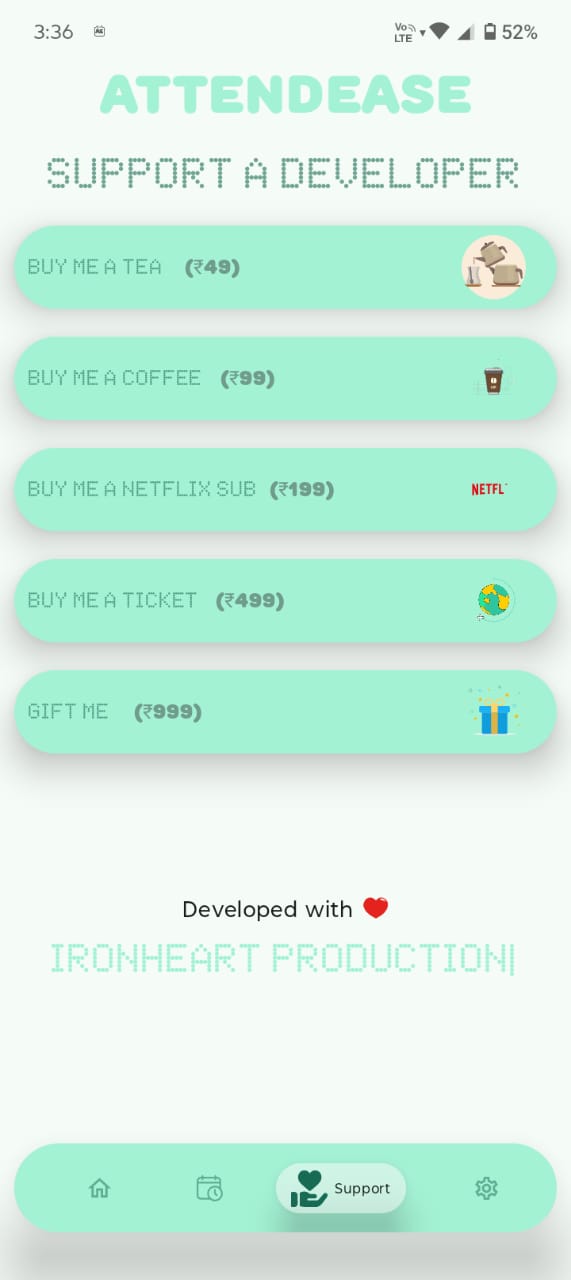 3:36
Vo LTE 52%
ATTENDEASE
SUPPORT A DEVELOPER
BUY ME A TEA (₹49)
BUY ME A COFFEE (₹99)
BUY ME A NETFLIX SUB (₹199)
NETFL
BUY ME A TICKET (₹499)
GIFT ME (₹999)
Developed with ❤
IRONHEART PRODUCTION|
Support